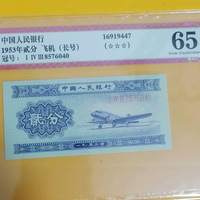 中国人民银行 16919447
1953年贰分 飞机（长号） (☆☆☆)
冠号：I IV III 8576040 65
中国人民银行
贰分